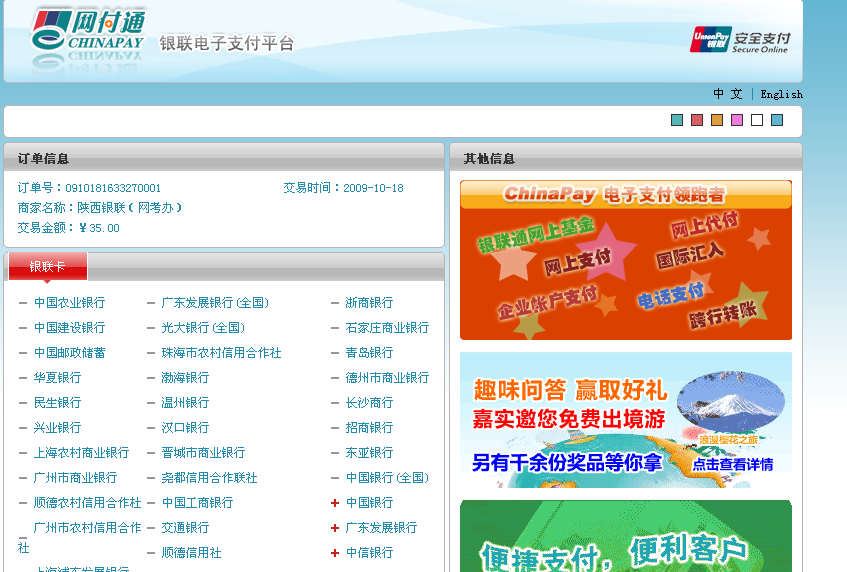 网付通
CHINAPAY
银联电子支付平台
UnionPay
银联
安全支付
Secure Online
中 文 | English
订单信息
订单号：0910181633270001
交易时间：2009-10-18
商家名称：陕西银联（网考办）
交易金额：￥35.00
银联卡
中国农业银行
广东发展银行(全国)
浙商银行
中国建设银行
光大银行(全国)
石家庄商业银行
中国邮政储蓄
珠海市农村信用合作社
青岛银行
华夏银行
渤海银行
德州市商业银行
民生银行
温州银行
长沙商行
兴业银行
汉口银行
招商银行
上海农村商业银行
晋城市商业银行
东亚银行
广州市商业银行
尧都信用合作联社
中国银行(全国)
顺德农村信用合作社
中国工商银行
中国银行
广州市农村信用合作
社
交通银行
广东发展银行
顺德信用社
中信银行
上海浦东发展银行
其他信息
ChinaPay 电子支付领跑者
银联通网上基金
网上代付
网上支付
国际汇入
企业帐户支付
电话支付
跨行转账
趣味问答 赢取好礼
嘉实邀您免费出境游
浪漫樱花之旅
另有千余份奖品等你拿
点击查看详情
便捷支付，便利客户